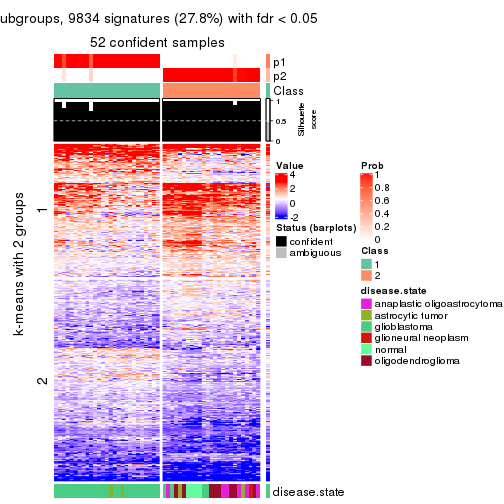 ubgroups, 9834 signatures (27.8%) with fdr < 0.05
52 confident samples
p1
p2
Class
1
0.5
0
Silhouette
score
k-means with 2 groups
1
2
Value
4
2
0
-2
Status (barplots)
confident
ambiguous
Prob
1
0.8
0.6
0.4
0.2
0
Class
1
2
disease.state
anaplastic oligoastrocytoma
astrocytic tumor
glioblastoma
glioneural neoplasm
normal
oligodendroglioma
disease.state